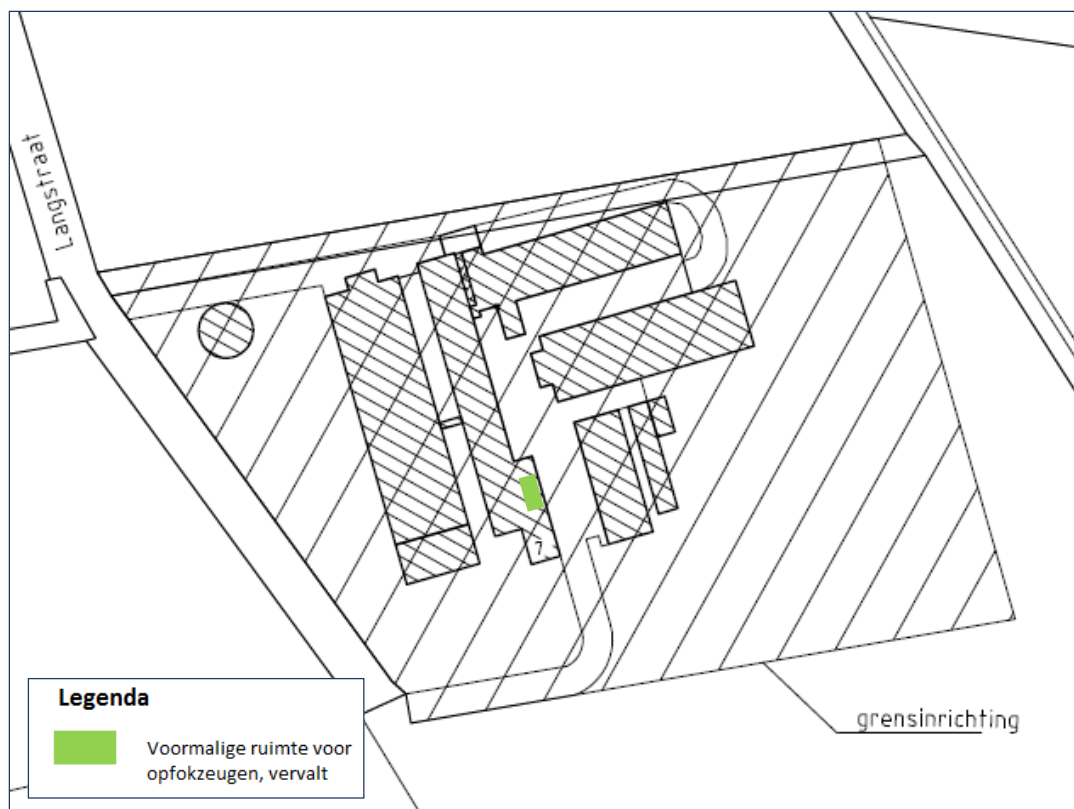 Langstraat
7
grensinrichting
Legenda
Voormalige ruimte voor
opfokzeugen, vervalt